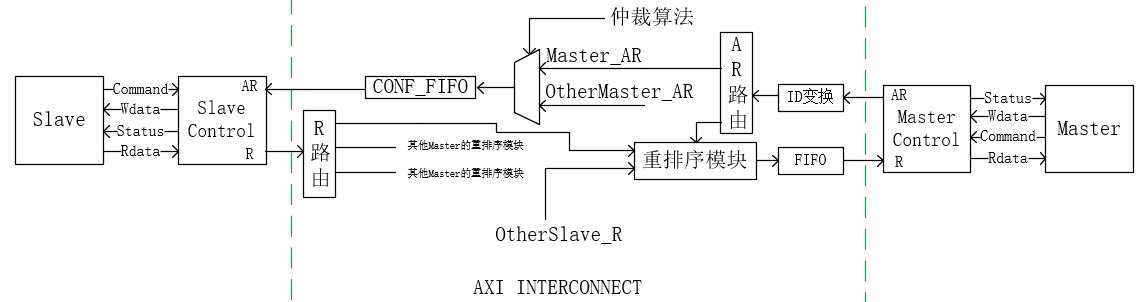 仲裁算法
Master_AR
OtherMaster_AR
CONF_FIFO
AR路由
ID变换
Slave
Command
Wdata
Status
Rdata
AR
Slave
Control
R
R路由
其他Master的重排序模块
其他Master的重排序模块
重排序模块
FIFO
AR
Master
Control
R
Status
Wdata
Command
Rdata
Master
OtherSlave_R
AXI INTERCONNECT